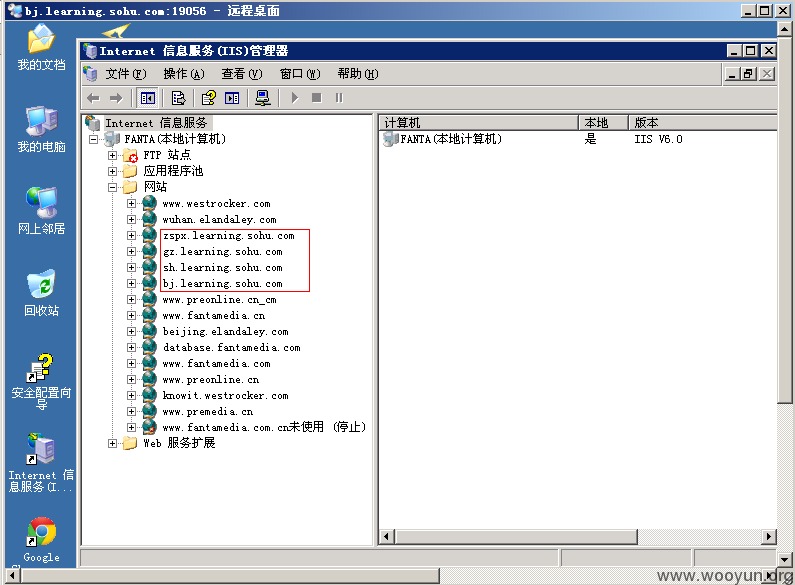 bj.learning.sohu.com:19056 - 远程桌面
我的文档
我的电脑
网上邻居
回收站
安全配置向
导
Internet 信
息服务(I...
Google
Internet 信息服务(IIS)管理器
文件(F) 操作(A) 查看(V) 窗口(W) 帮助(H)
Internet 信息服务
FANTA(本地计算机)
FTP 站点
应用程序池
网站
www.westrocker.com
wuhan.elandaley.com
zspx.learning.sohu.com
gz.learning.sohu.com
sh.learning.sohu.com
bj.learning.sohu.com
www.preonline.cn_cm
www.fantamedia.cn
beijing.elandaley.com
database.fantamedia.com
www.fantamedia.com
www.preonline.cn
knowit.westrocker.com
www.premedia.cn
www.fantamedia.com.cn未使用 (停止)
Web 服务扩展
计算机 本地 版本
FANTA(本地计算机) 是 IIS V6.0
www.wooyun.org